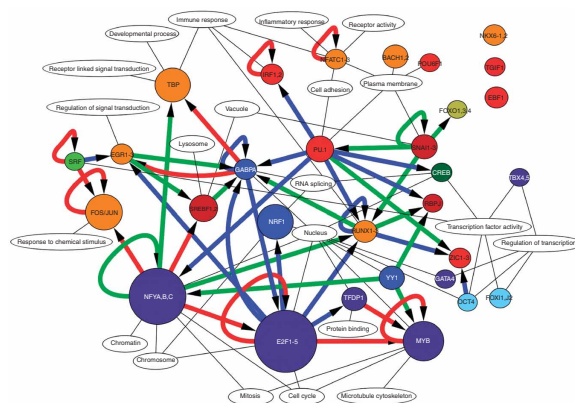 Immune response
Inflammatory response
Receptor activity
Developmental process
NKX6-1,2
Receptor linked signal transduction
TBP
IRF1,2
NFATC1-3
BACH1,2
POU6F1
TGIF1
Plasma membrane
Cell adhesion
EBF1
Regulation of signal transduction
Vacuole
FOXO1,3-4
PU.1
SNAI1-3
EGR1-3
Lysosome
SRF
GABPA
CREB
TBX4,5
RNA splicing
FOS/JUN
SREBF1,2
RBPJ
NRF1
Transcription factor activity
Response to chemical stimulus
Nucleus
RUNX1-3
Regulation of transcription
ZIC1-3
YY1
GATA4
NFYA,B,C
TFDP1
OCT4
FOXI1,J2
Protein binding
Chromatin
E2F1-5
MYB
Chromosome
Mitosis
Cell cycle
Microtubule cytoskeleton